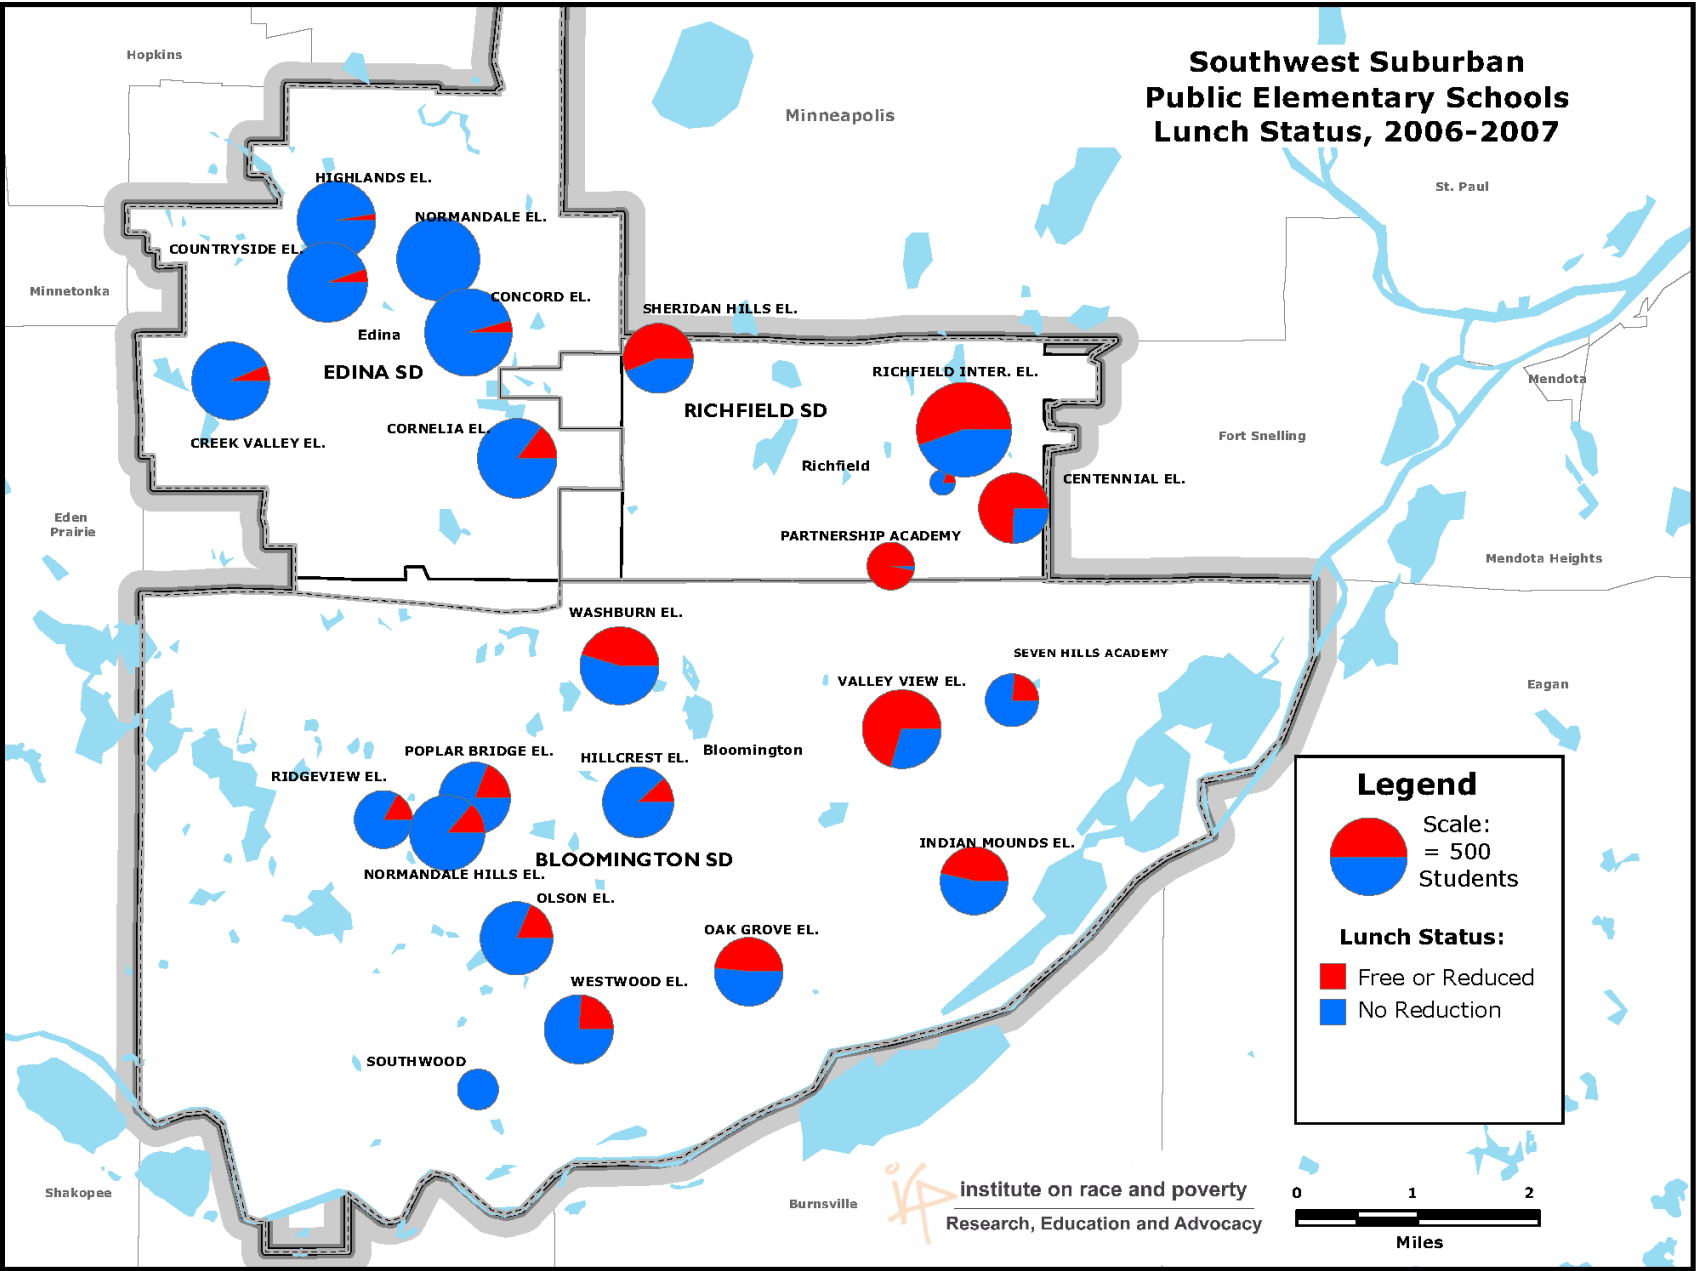 Southwest Suburban
Public Elementary Schools
Lunch Status, 2006-2007
Hopkins
Minneapolis
St. Paul
HIGHLANDS EL.
NORMANDALE EL.
COUNTRYSIDE EL.
Minnetonka
CONCORD EL.
SHERIDAN HILLS EL.
Edina
EDINA SD
RICHFIELD INTER. EL.
Mendota
RICHFIELD SD
CORNELIA EL.
CREEK VALLEY EL.
Fort Snelling
Richfield
CENTENNIAL EL.
Eden
Prairie
PARTNERSHIP ACADEMY
Mendota Heights
WASHBURN EL.
SEVEN HILLS ACADEMY
VALLEY VIEW EL.
Eagan
POPLAR BRIDGE EL.
HILLCREST EL.
Bloomington
RIDGEVIEW EL.
INDIAN MOUNDS EL.
BLOOMINGTON SD
NORMANDALE HILLS EL.
OLSON EL.
OAK GROVE EL.
WESTWOOD EL.
SOUTHWOOD
Shakopee
Burnsville
Legend
Scale:
= 500
Students
Lunch Status:
Free or Reduced
No Reduction
irp
institute on race and poverty
Research, Education and Advocacy
0 1 2
Miles